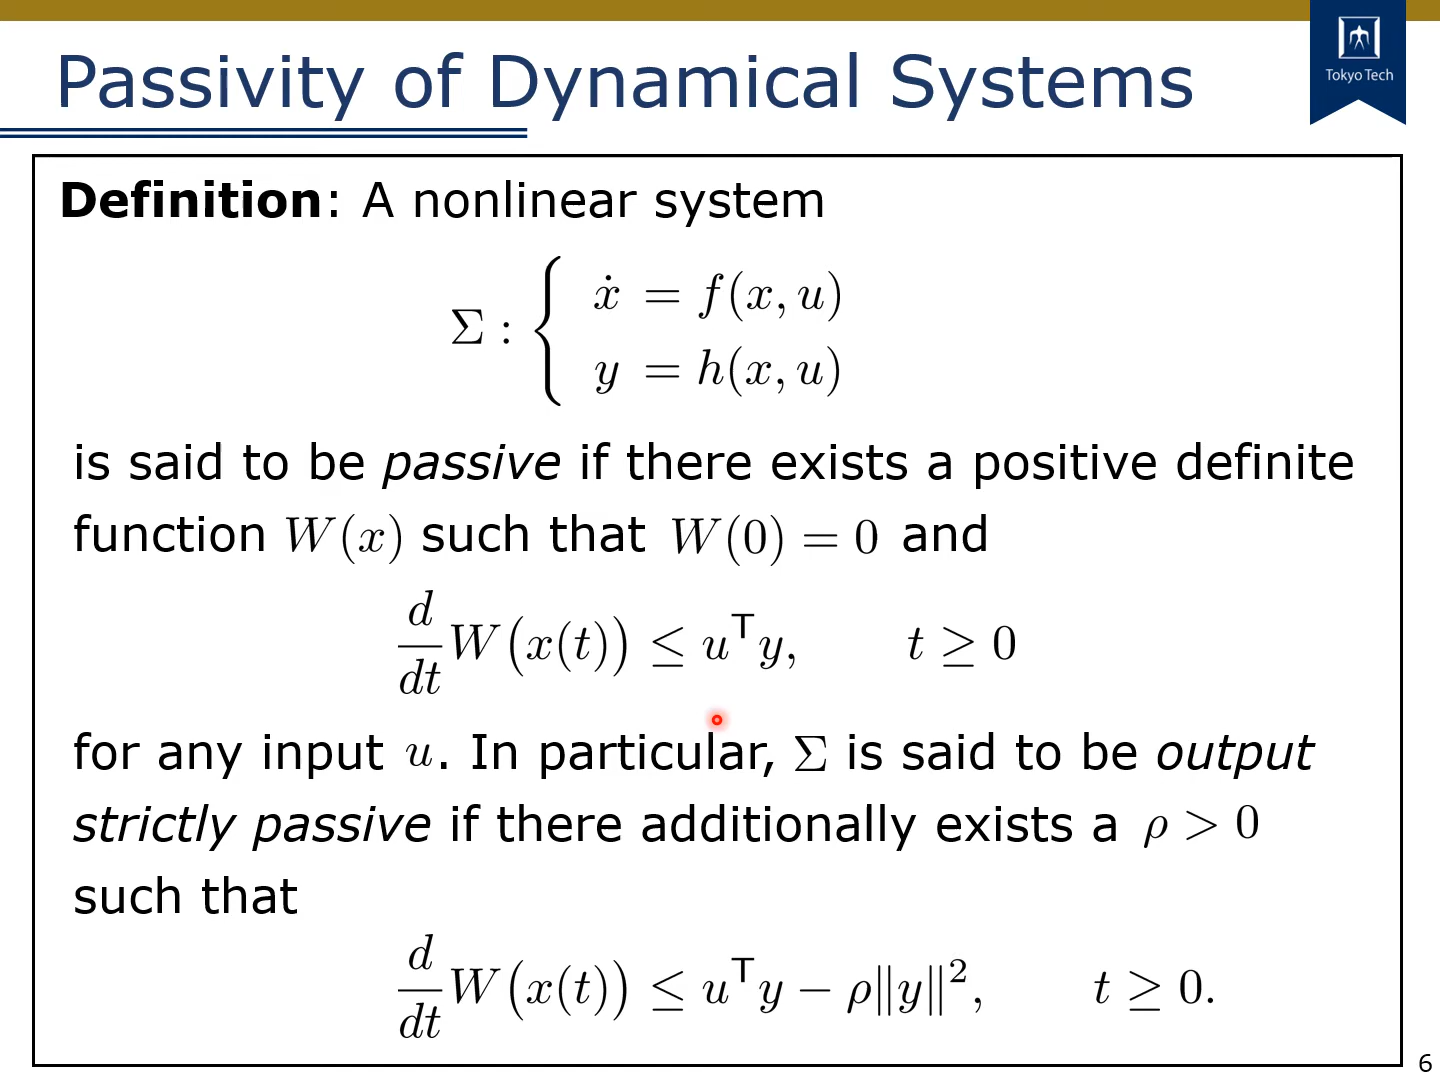 Passivity of Dynamical Systems
Tokyo Tech
Definition: A nonlinear system
Σ : { ẋ = f(x, u)
y = h(x, u)
is said to be passive if there exists a positive definite
function W(x) such that W(0) = 0 and
d/dt W(x(t)) ≤ uᵀy, t ≥ 0
for any input u. In particular, Σ is said to be output
strictly passive if there additionally exists a ρ > 0
such that
d/dt W(x(t)) ≤ uᵀy − ρ‖y‖², t ≥ 0.
6